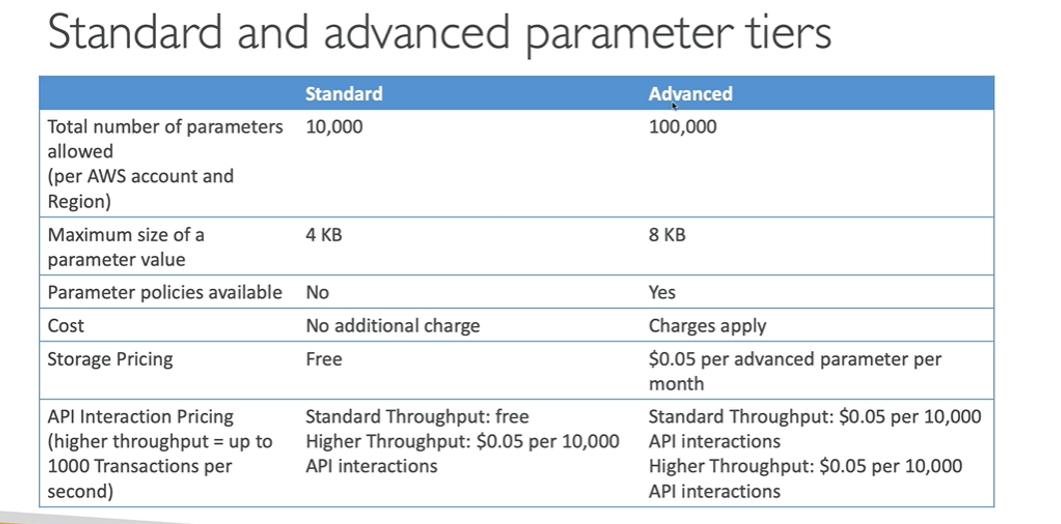 Standard and advanced parameter tiers
Standard Advanced
Total number of parameters 10,000 100,000
allowed
(per AWS account and
Region)
Maximum size of a 4 KB 8 KB
parameter value
Parameter policies available No Yes
Cost No additional charge Charges apply
Storage Pricing Free $0.05 per advanced parameter per
month
API Interaction Pricing Standard Throughput: free Standard Throughput: $0.05 per 10,000
(higher throughput = up to Higher Throughput: $0.05 per 10,000 API interactions
1000 Transactions per API interactions Higher Throughput: $0.05 per 10,000
second) API interactions